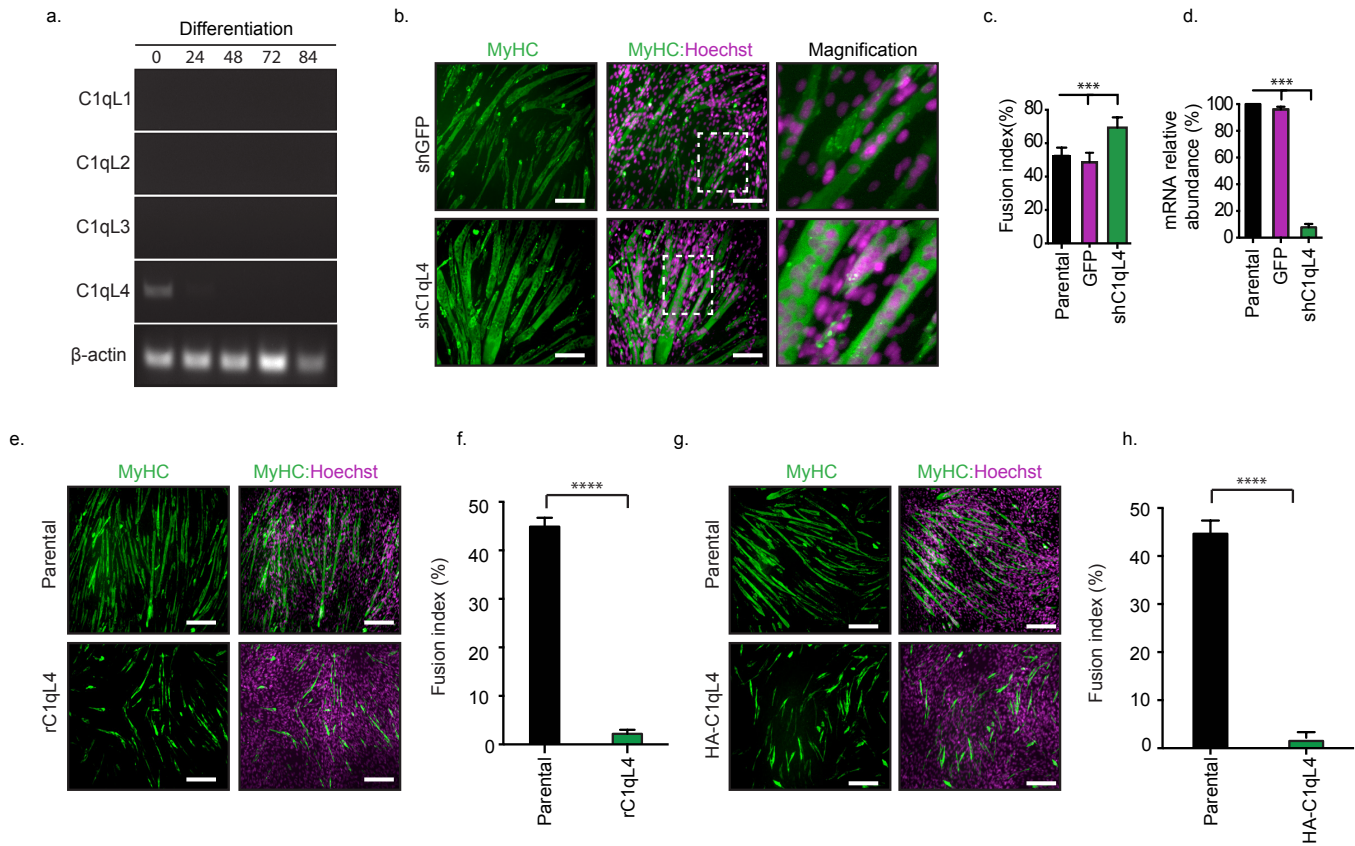 a.
Differentiation
0 24 48 72 84
C1qL1
C1qL2
C1qL3
C1qL4
β-actin
b.
MyHC
MyHC:Hoechst
Magnification
shGFP
shC1qL4
c.
***
Fusion index(%)
80
60
40
20
0
Parental
GFP
shC1qL4
d.
***
mRNA relative
abundance (%)
100
80
60
40
20
0
Parental
GFP
shC1qL4
e.
MyHC
MyHC:Hoechst
Parental
rC1qL4
f.
****
Fusion index (%)
50
40
30
20
10
0
Parental
rC1qL4
g.
MyHC
MyHC:Hoechst
Parental
HA-C1qL4
h.
****
Fusion index (%)
50
40
30
20
10
0
Parental
HA-C1qL4